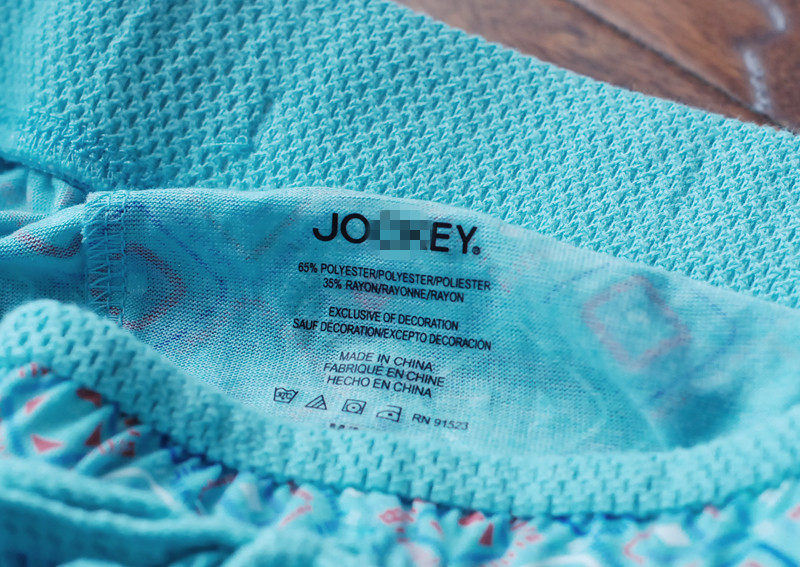 65% POLYESTER/POLYESTER/POLIESTER
35% RAYON/RAYONNE/RAYON
EXCLUSIVE OF DECORATION
SAUF DÉCORATION/EXCEPTO DECORACIÓN
MADE IN CHINA
FABRIQUÉ EN CHINE
HECHO EN CHINA
RN 91523